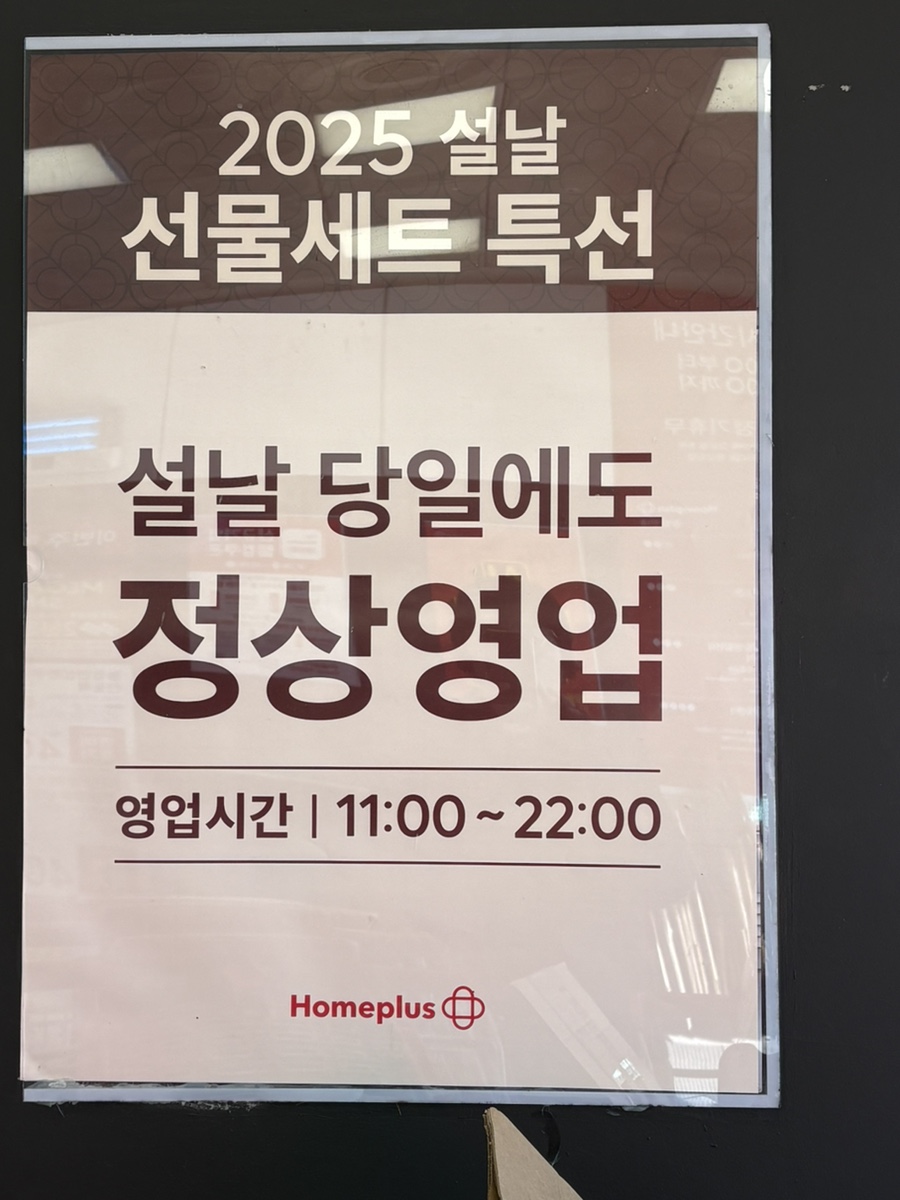 2025 설날
선물세트 특선
설날 당일에도
정상영업
영업시간 | 11:00 ~ 22:00
Homeplus